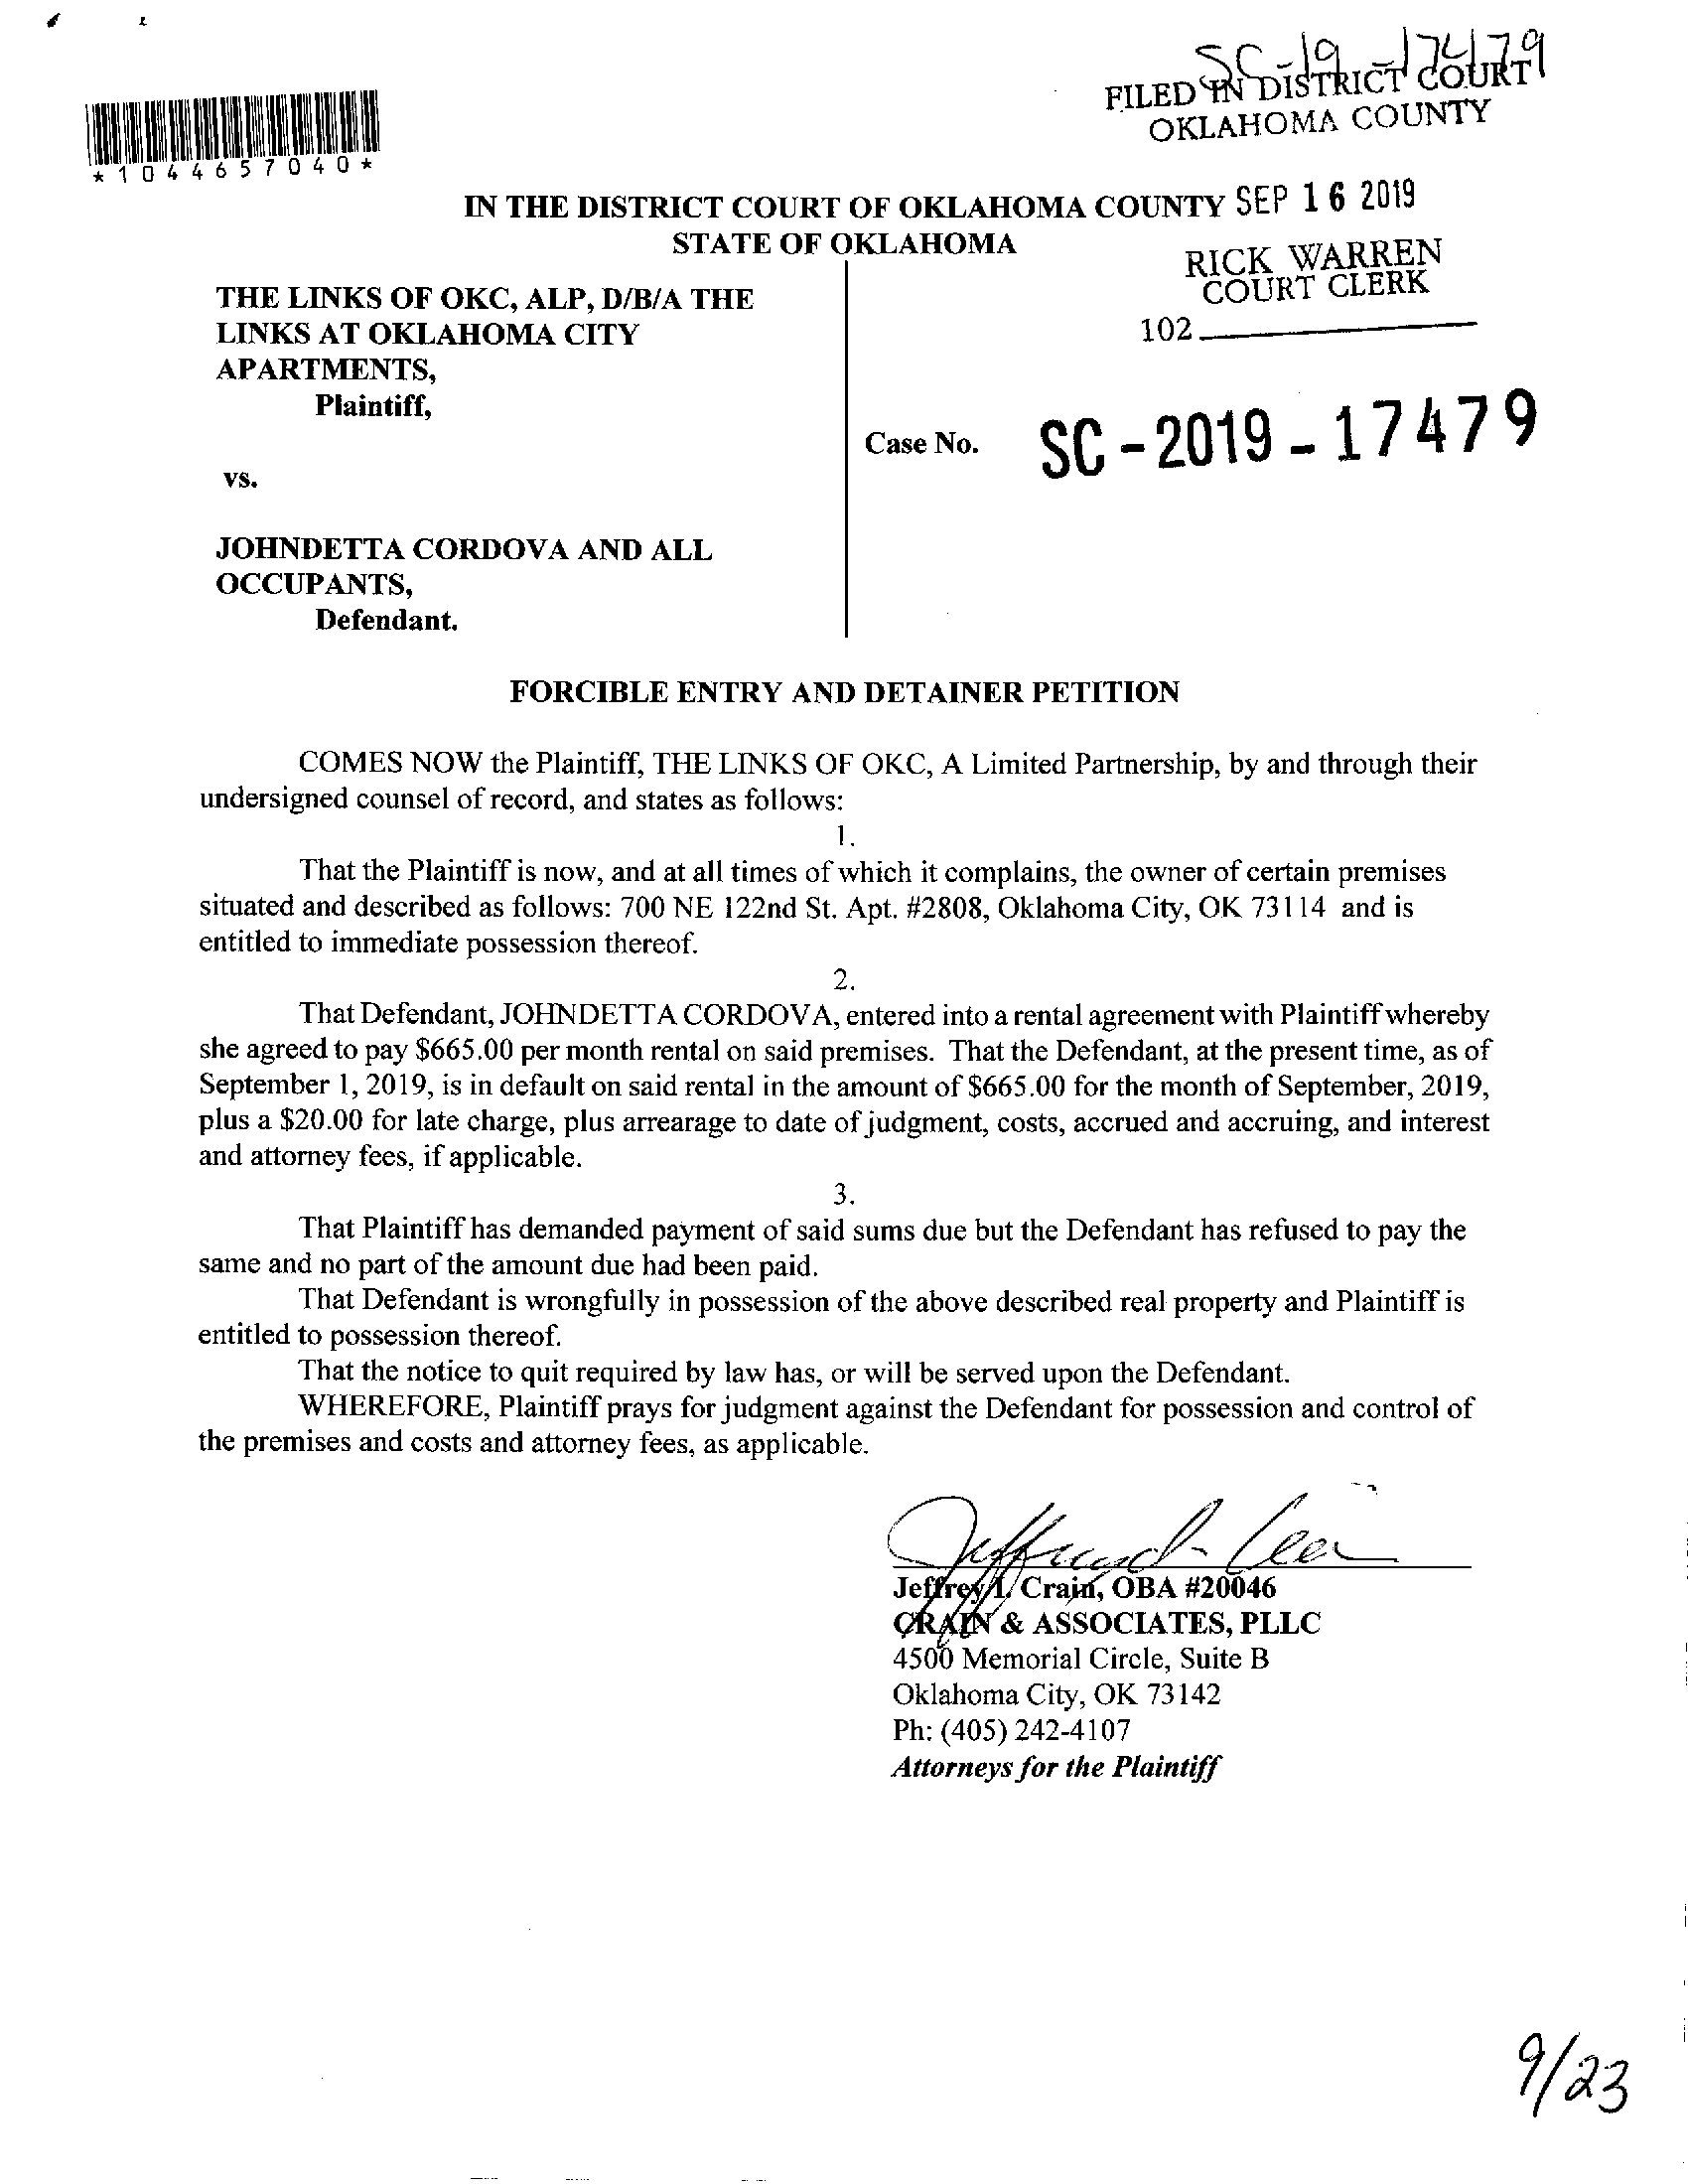 SC-19-17479
FILED IN DISTRICT COURT
OKLAHOMA COUNTY
*1044657040*
IN THE DISTRICT COURT OF OKLAHOMA COUNTY SEP 16 2019
STATE OF OKLAHOMA
RICK WARREN
COURT CLERK
102
THE LINKS OF OKC, ALP, D/B/A THE
LINKS AT OKLAHOMA CITY
APARTMENTS,
Plaintiff,
Case No. SC-2019-17479
vs.
JOHNDETTA CORDOVA AND ALL
OCCUPANTS,
Defendant.
FORCIBLE ENTRY AND DETAINER PETITION
COMES NOW the Plaintiff, THE LINKS OF OKC, A Limited Partnership, by and through their
undersigned counsel of record, and states as follows:
1.
That the Plaintiff is now, and at all times of which it complains, the owner of certain premises
situated and described as follows: 700 NE 122nd St. Apt. #2808, Oklahoma City, OK 73114 and is
entitled to immediate possession thereof.
2.
That Defendant, JOHNDETTA CORDOVA, entered into a rental agreement with Plaintiff whereby
she agreed to pay $665.00 per month rental on said premises. That the Defendant, at the present time, as of
September 1, 2019, is in default on said rental in the amount of $665.00 for the month of September, 2019,
plus a $20.00 for late charge, plus arrearage to date of judgment, costs, accrued and accruing, and interest
and attorney fees, if applicable.
3.
That Plaintiff has demanded payment of said sums due but the Defendant has refused to pay the
same and no part of the amount due had been paid.
That Defendant is wrongfully in possession of the above described real property and Plaintiff is
entitled to possession thereof.
That the notice to quit required by law has, or will be served upon the Defendant.
WHEREFORE, Plaintiff prays for judgment against the Defendant for possession and control of
the premises and costs and attorney fees, as applicable.
Jeffrey I. Crain, OBA #20046
CRAIN & ASSOCIATES, PLLC
4500 Memorial Circle, Suite B
Oklahoma City, OK 73142
Ph: (405) 242-4107
Attorneys for the Plaintiff
9/23